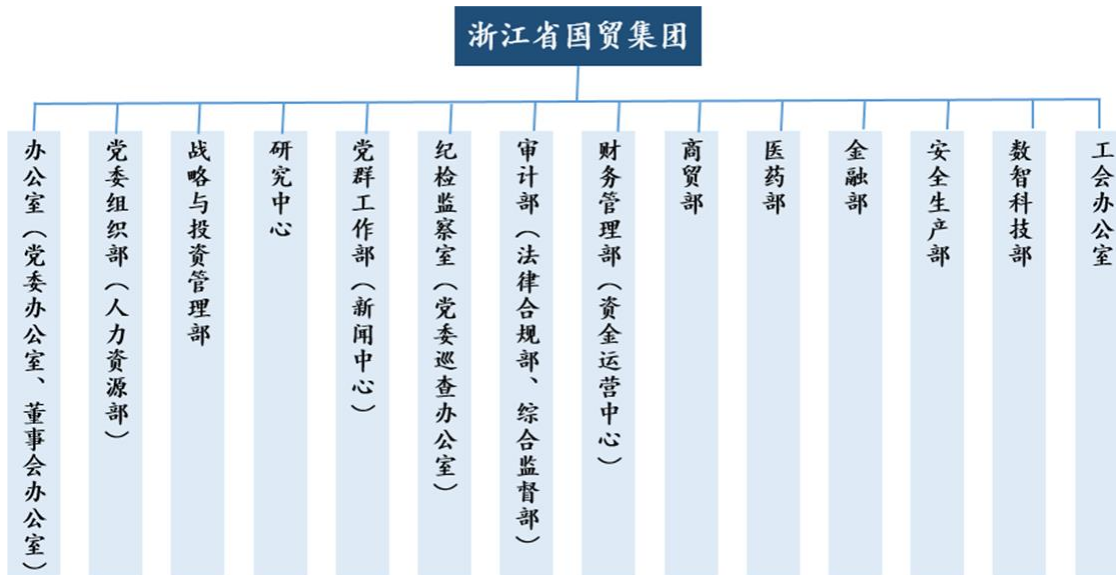 浙江省国贸集团
办公室（党委办公室、董事会办公室）
党委组织部（人力资源部）
战略与投资管理部
研究中心
党群工作部（新闻中心）
纪检监察室（党委巡查办公室）
审计部（法律合规部、综合监督部）
财务管理部（资金运营中心）
商贸部
医药部
金融部
安全生产部
数智科技部
工会办公室